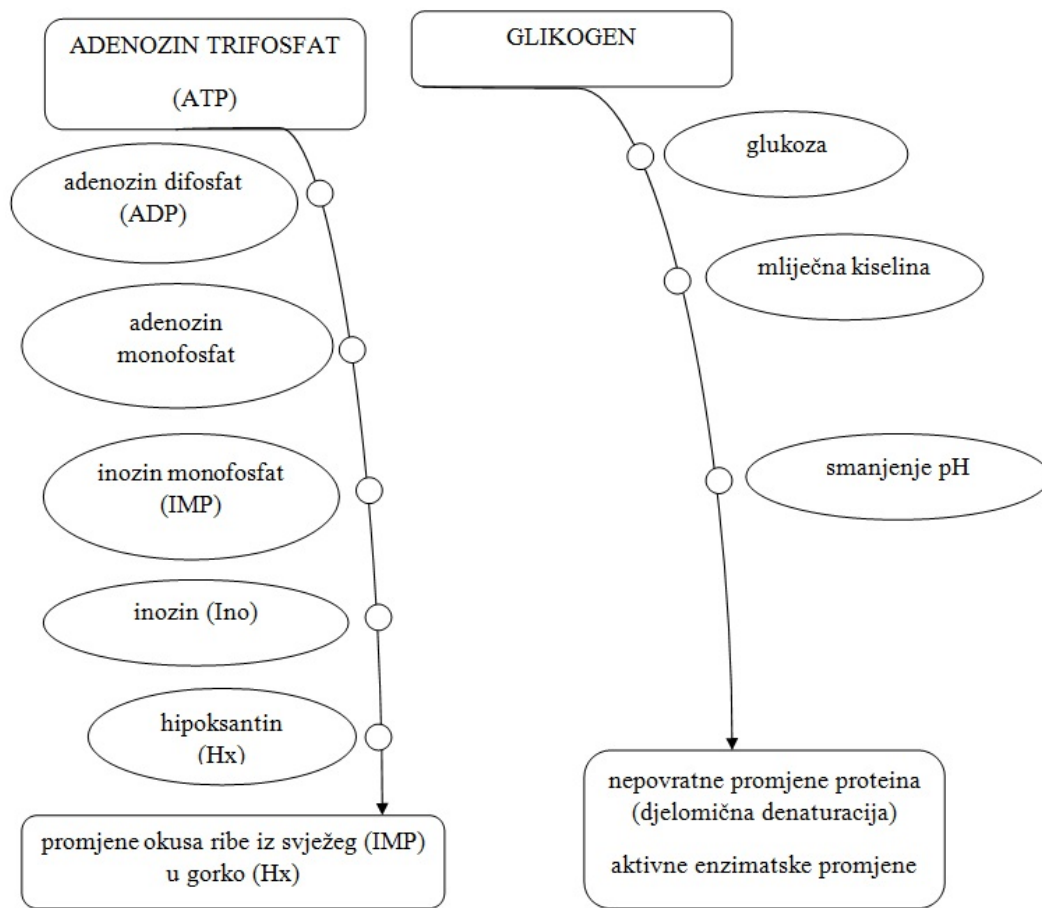 ADENOZIN TRIFOSFAT
(ATP)
adenozin difosfat
(ADP)
adenozin
monofosfat
inozin monofosfat
(IMP)
inozin (Ino)
hipoksantin
(Hx)
promjene okusa ribe iz svježeg (IMP)
u gorko (Hx)
GLIKOGEN
glukoza
mliječna kiselina
smanjenje pH
nepovratne promjene proteina
(djelomična denaturacija)
aktivne enzimatske promjene